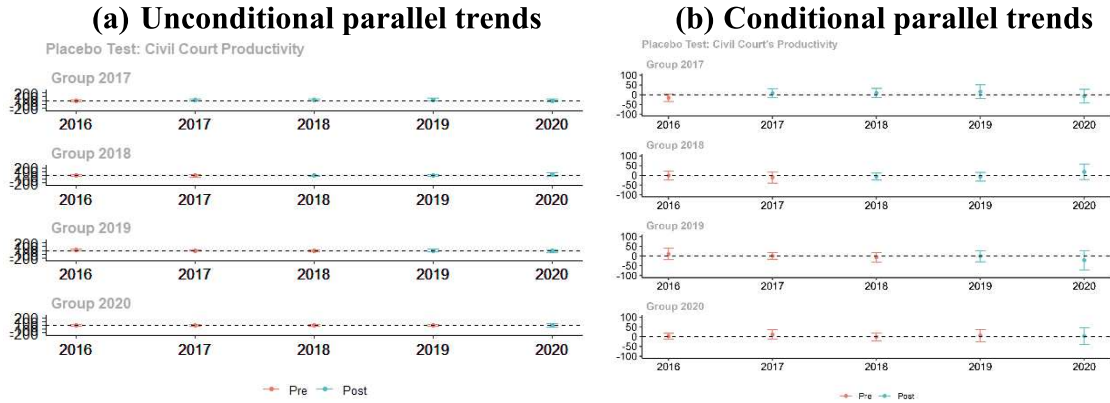 (a) Unconditional parallel trends
Placebo Test: Civil Court Productivity
Group 2017
200
-200
2016 2017 2018 2019 2020
Group 2018
200
-200
2016 2017 2018 2019 2020
Group 2019
200
-200
2016 2017 2018 2019 2020
Group 2020
200
-200
2016 2017 2018 2019 2020
Pre Post
(b) Conditional parallel trends
Placebo Test: Civil Court's Productivity
Group 2017
100
50
0
-50
-100
2016 2017 2018 2019 2020
Group 2018
100
50
0
-50
-100
2016 2017 2018 2019 2020
Group 2019
100
50
0
-50
-100
2016 2017 2018 2019 2020
Group 2020
100
50
0
-50
-100
2016 2017 2018 2019 2020
Pre Post